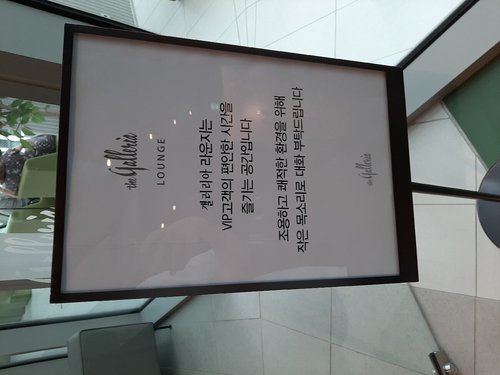 the Galleria
LOUNGE
갤러리아 라운지는
VIP고객의 편안한 시간을
즐기는 공간입니다
조용하고 쾌적한 환경을 위해
작은 목소리로 대화 부탁드립니다
the Galleria